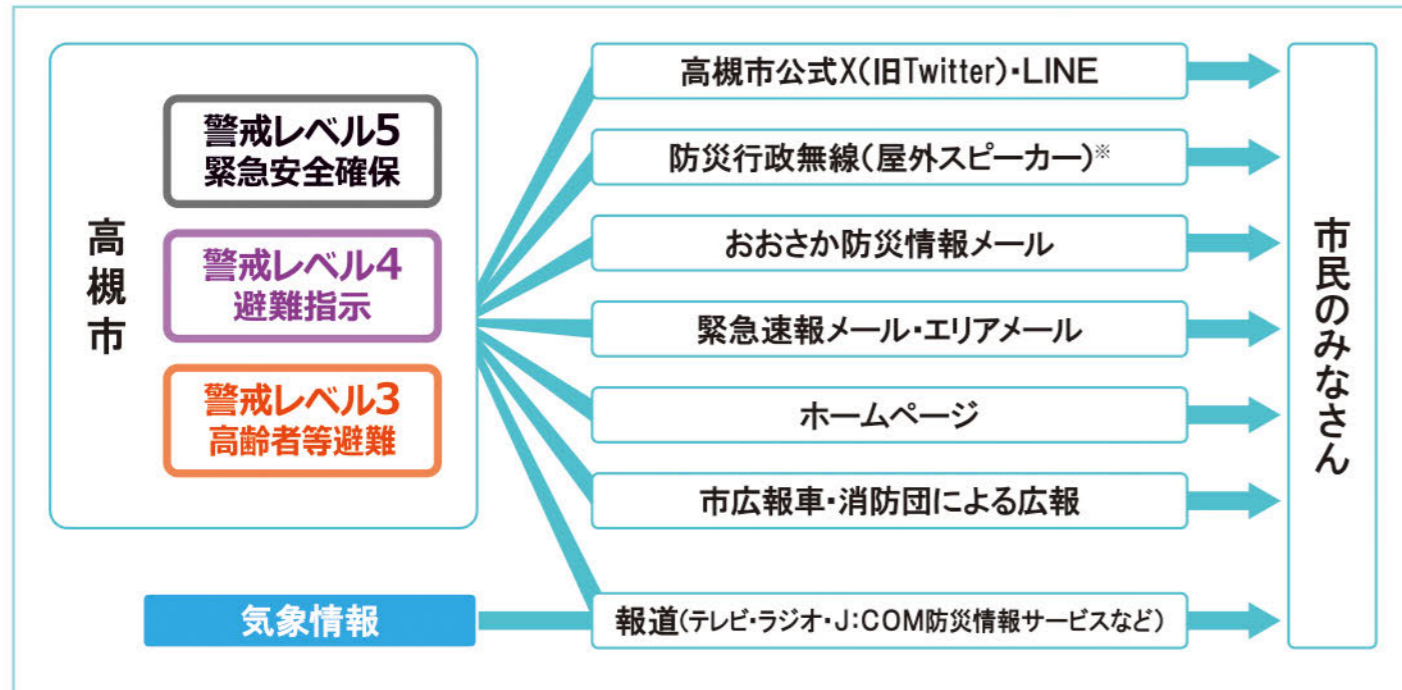 高槻市
警戒レベル5
緊急安全確保
警戒レベル4
避難指示
警戒レベル3
高齢者等避難
気象情報
高槻市公式X(旧Twitter)・LINE
防災行政無線(屋外スピーカー)※
おおさか防災情報メール
緊急速報メール・エリアメール
ホームページ
市広報車・消防団による広報
報道(テレビ・ラジオ・J:COM防災情報サービスなど)
市民のみなさん